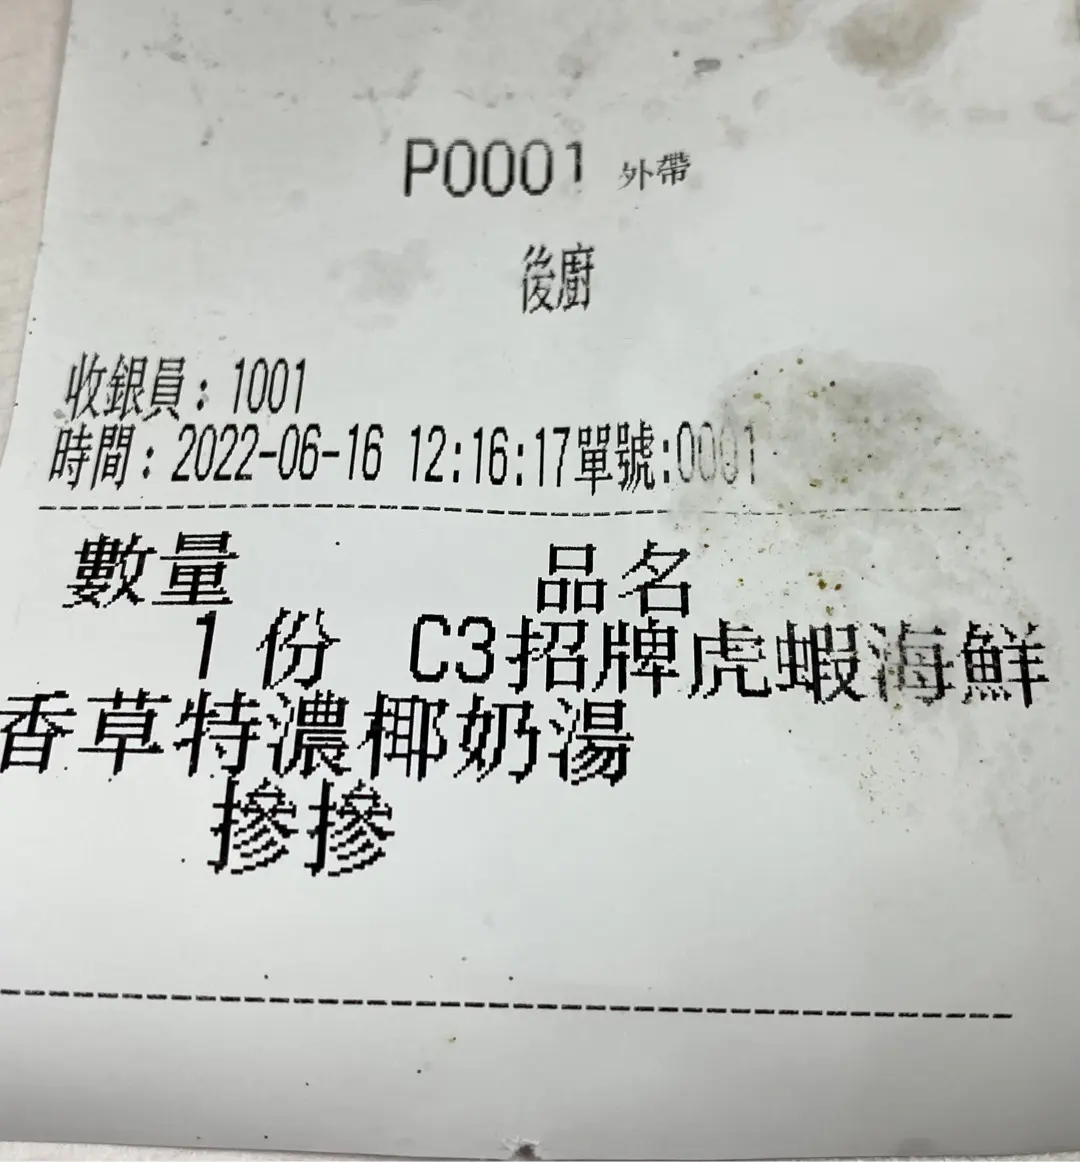 P0001 外帶
後廚
收銀員：1001
時間：2022-06-16 12:16:17單號:0001
數量 品名
1 份 C3招牌虎蝦海鮮
香草特濃椰奶湯
摻摻